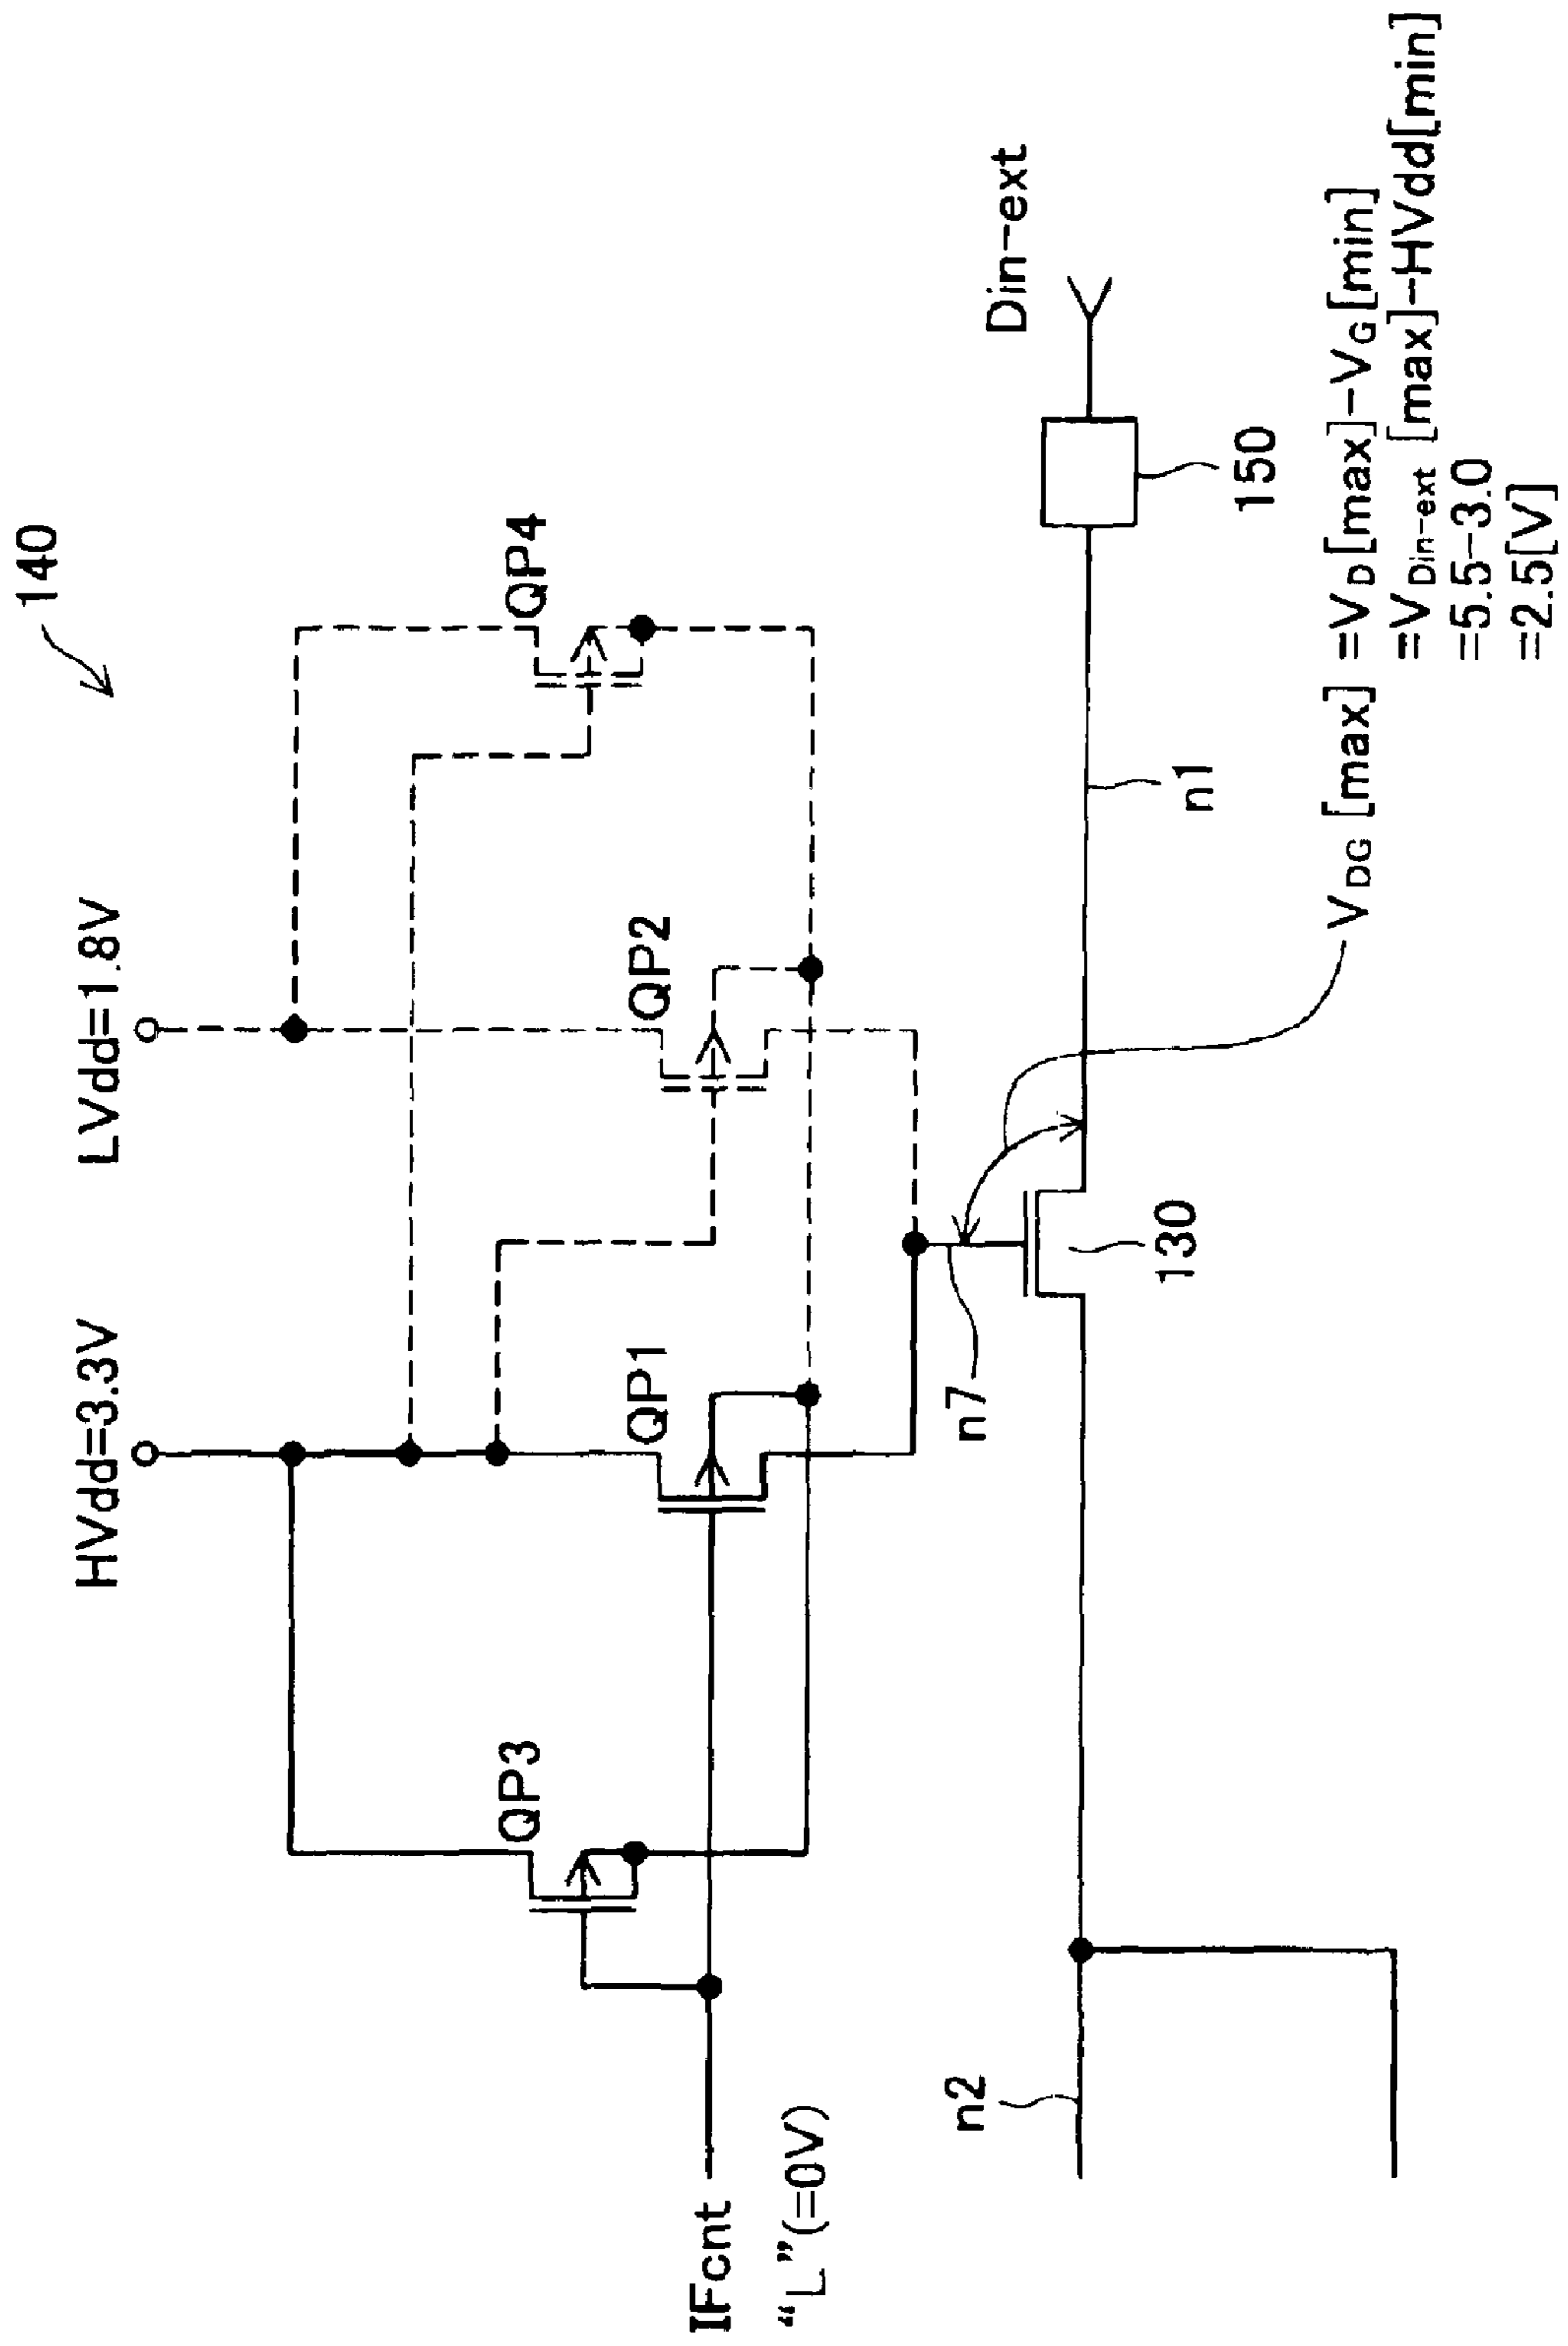 140
HVdd=3.3V
LVdd=1.8V
QP3
QP1
QP2
QP4
IFcnt
“L”(=0V)
n7
Din-ext
n2
130
n1
150
VDG [max] =VD[max]-VG[min]
=VDin-ext [max]-HVdd[min]
=5.5-3.0
=2.5[V]